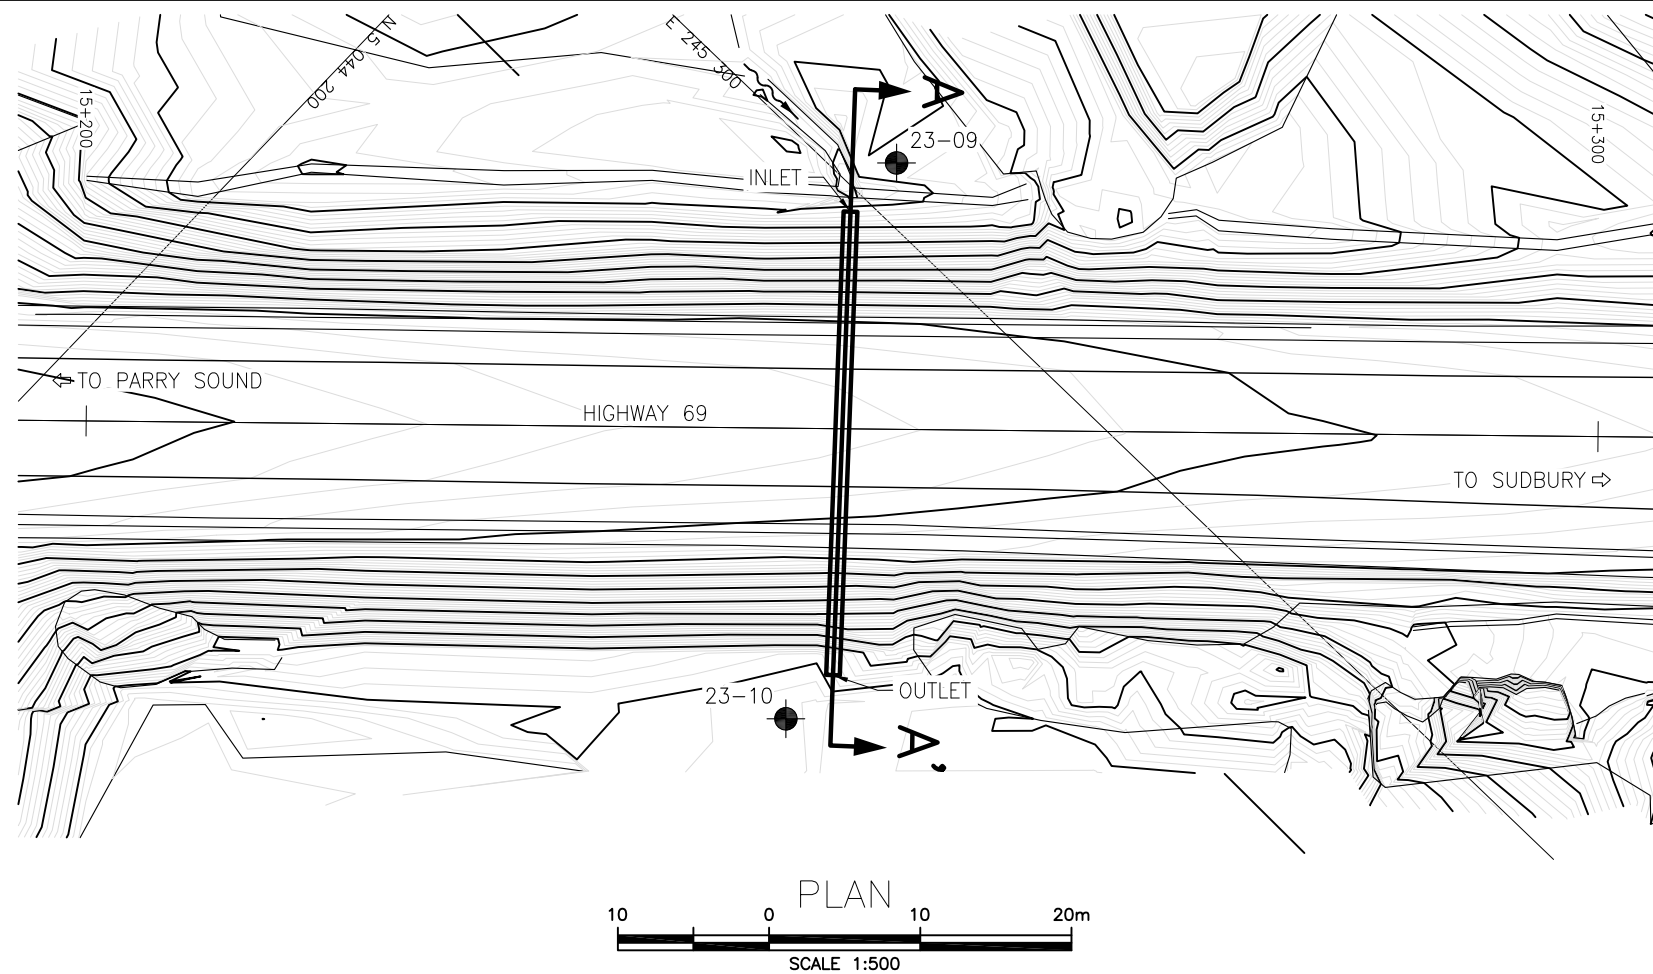 N 5 044 200
E 245 300
15+200
15+300
A
23-09
INLET
TO PARRY SOUND
HIGHWAY 69
TO SUDBURY
23-10
OUTLET
A
PLAN
10 0 10 20m
SCALE 1:500